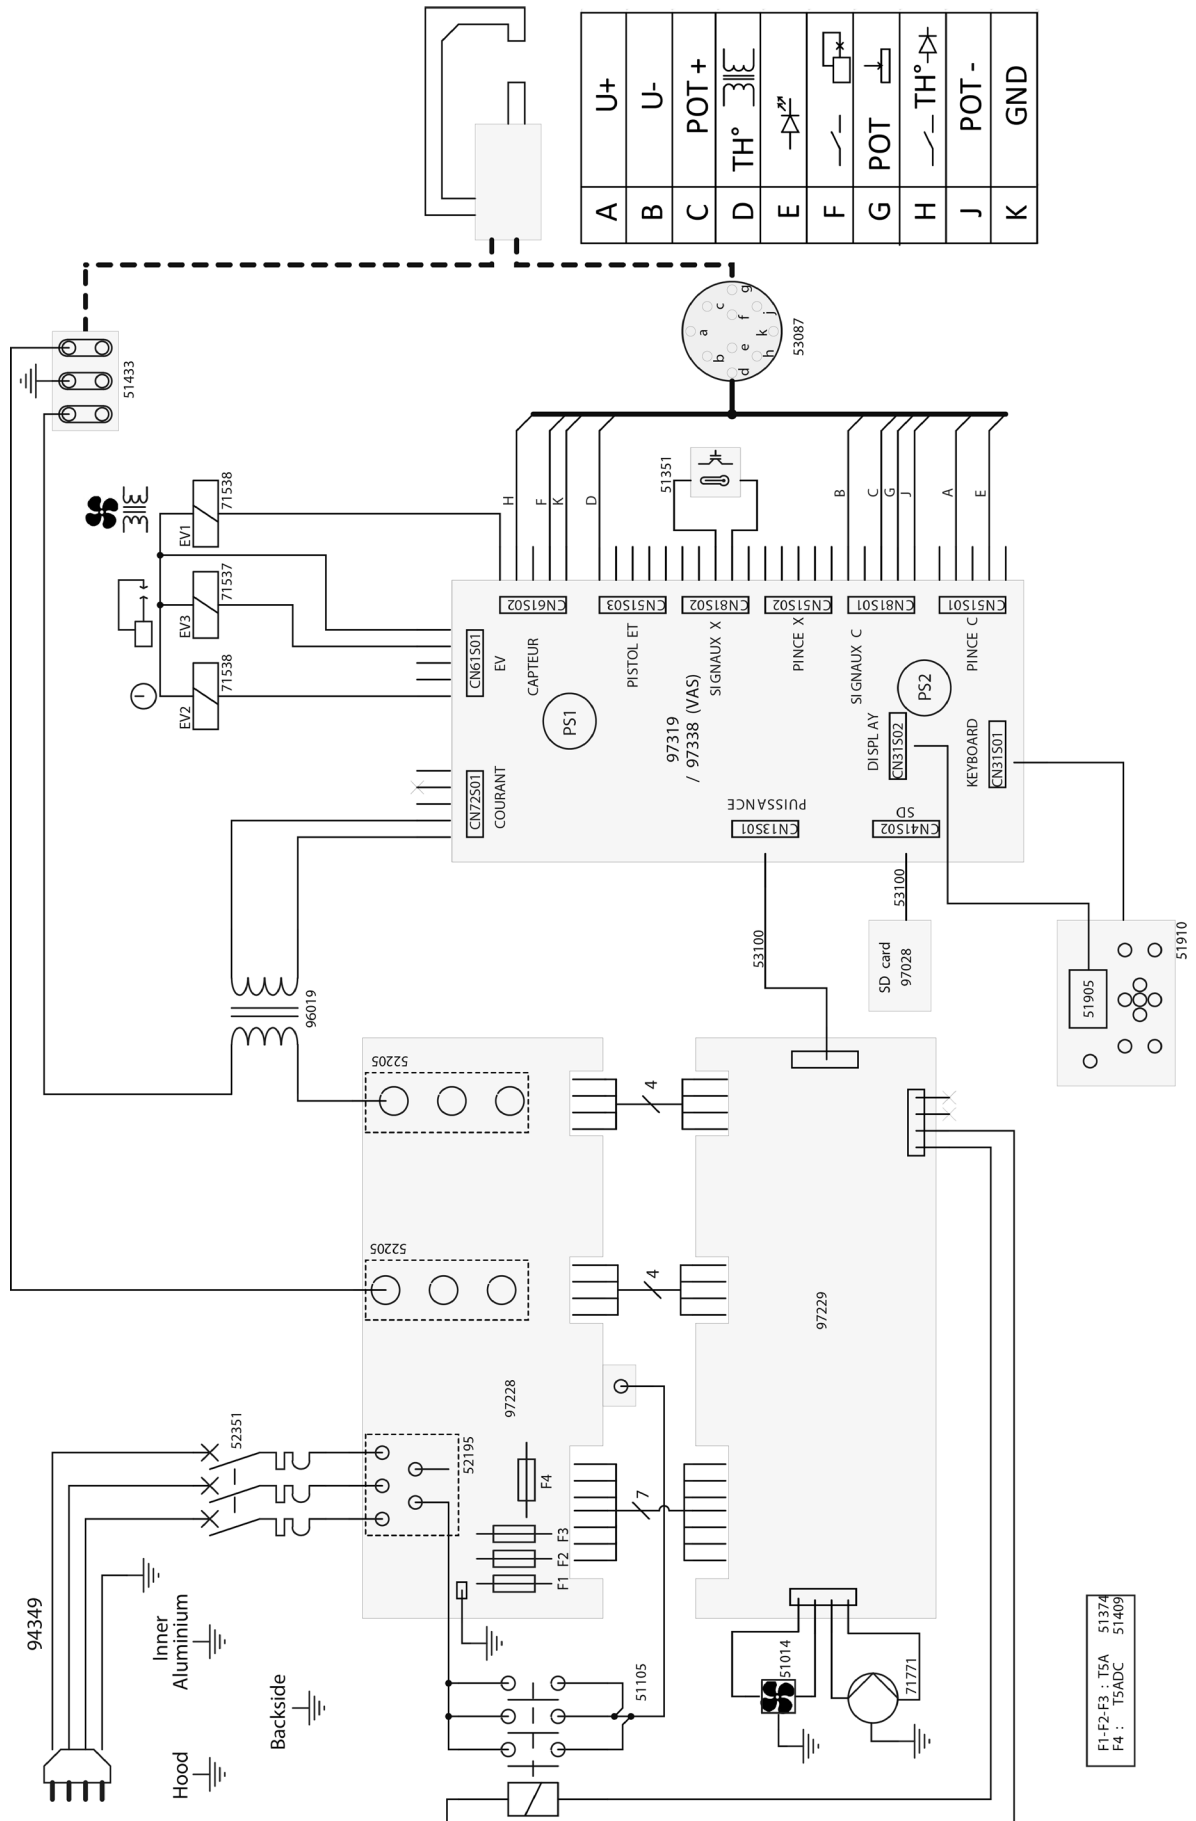 A U+
B U-
C POT +
D TH°
E
F
G POT
H TH°
J POT -
K GND
51433
53087
a
b
c
d
e
f
g
h
j
k
51351
H
F
K
D
B
C
G
J
A
E
EV1
71538
EV3
71537
EV2
71538
CN61S02
CN51S03
CN81S02
CN51S02
CN81S01
CN51S01
CAPTEUR
PISTOL ET
SIGNAUX X
PINCE X
SIGNAUX C
PINCE C
CN61S01
EV
CN72S01
COURANT
PS1
PS2
97319
/ 97338 (VAS)
DISPLAY
CN31S02
KEYBOARD
CN31S01
PUISSANCE
CN13S01
SD
CN41S02
53100
53100
SD card
97028
51905
51910
96019
52205
52205
4
4
7
97229
97228
52351
52195
F4
F3
F2
F1
94349
Inner
Aluminium
Backside
Hood
51105
51014
71771
F1-F2-F3 : T5A 51374
F4 : T5ADC 51409